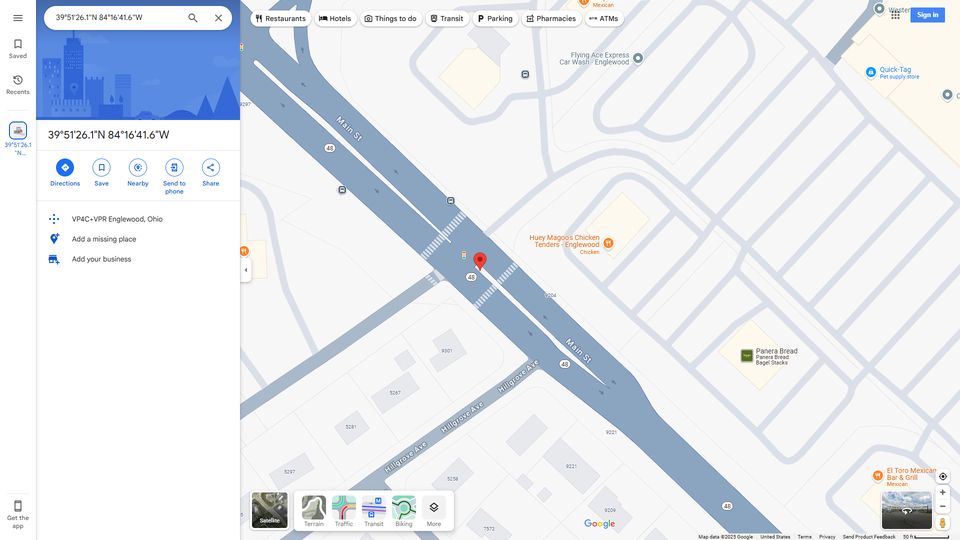 39°51'26.1"N 84°16'41.6"W
Restaurants
Hotels
Things to do
Transit
Parking
Pharmacies
ATMs
Sign in
Saved
Recents
39°51'26.1
"N...
Get the
app
39°51'26.1"N 84°16'41.6"W
Directions
Save
Nearby
Send to
phone
Share
VP4C+VPR Englewood, Ohio
Add a missing place
Add your business
Mexican
Flying Ace Express
Car Wash - Englewood
Quick-Tag
Pet supply store
9297
Main St
48
Huey Magoo's Chicken
Tenders - Englewood
Chicken
48
9204
Main St
48
Panera Bread
Panera Bread
Bagel Stacks
9301
5267
5281
5297
Hillgrove Ave
Hillgrove Ave
Hillgrove Ave
5258
9221
9221
9209
7572
48
El Toro Mexican
Bar & Grill
Mexican
Satellite
Terrain
Traffic
Transit
Biking
More
Google
Map data ©2025 Google
United States
Terms
Privacy
Send Product Feedback
50 ft